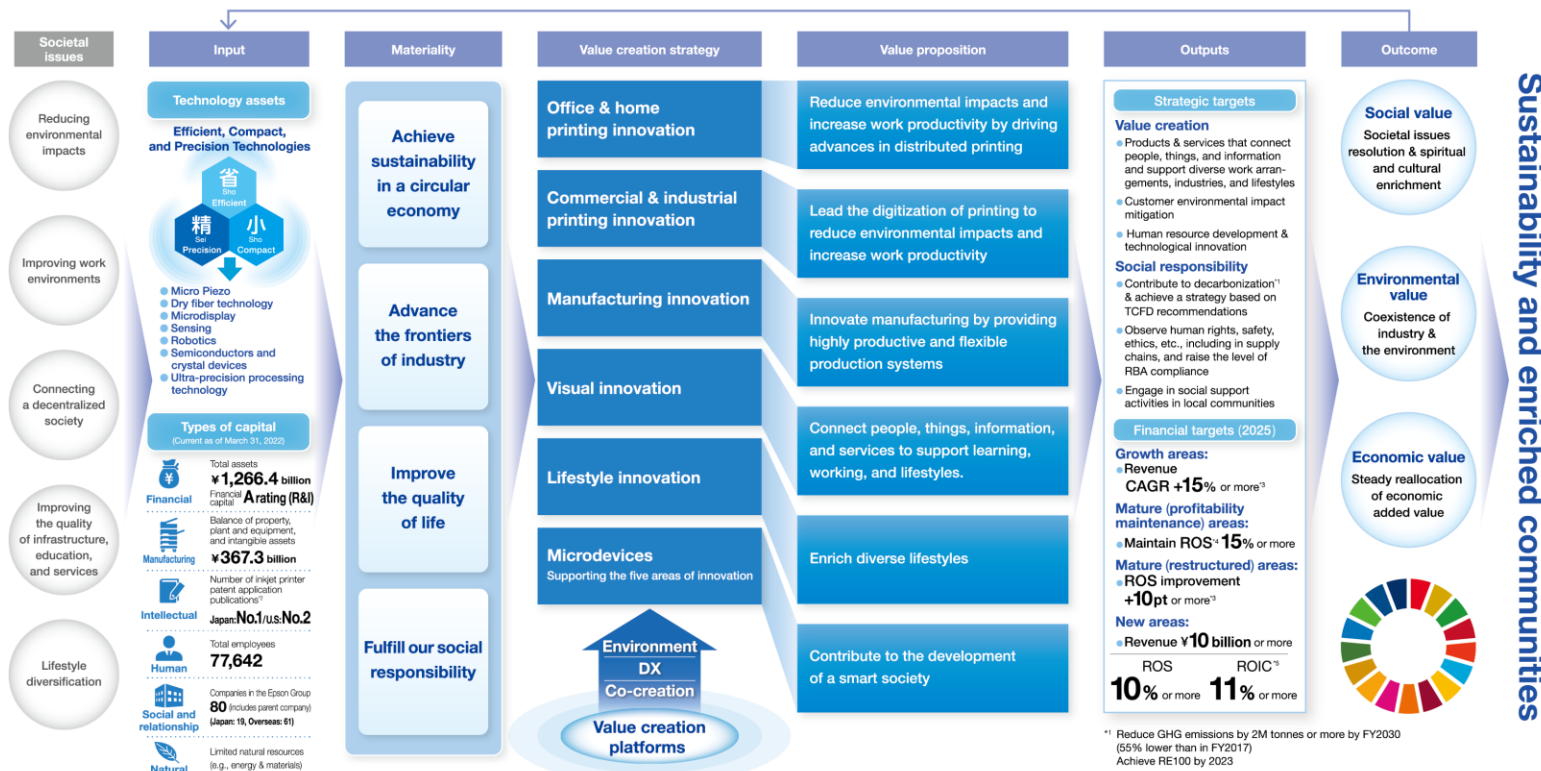 Societal
issues
Input
Materiality
Value creation strategy
Value proposition
Outputs
Outcome
Reducing
environmental
impacts
Improving work
environments
Connecting
a decentralized
society
Improving
the quality
of infrastructure,
education,
and services
Lifestyle
diversification
Technology assets
Efficient, Compact,
and Precision Technologies
省
Sho
Efficient
精
Sei
Precision
小
Sho
Compact
Micro Piezo
Dry fiber technology
Microdisplay
Sensing
Robotics
Semiconductors and
crystal devices
Ultra-precision processing
technology
Types of capital
(Current as of March 31, 2022)
¥
Financial
Total assets
¥1,266.4 billion
Financial
capital A rating (R&I)
Manufacturing
Balance of property,
plant and equipment,
and intangible assets
¥367.3 billion
Intellectual
Number of inkjet printer
patent application
publications*2
Japan:No.1/U.S:No.2
Human
Total employees
77,642
Social and
relationship
Companies in the Epson Group
80 (includes parent company)
(Japan: 19, Overseas: 61)
Natural
Limited natural resources
(e.g., energy & materials)
Achieve
sustainability
in a circular
economy
Advance
the frontiers
of industry
Improve
the quality
of life
Fulfill our social
responsibility
Office & home
printing innovation
Commercial & industrial
printing innovation
Manufacturing innovation
Visual innovation
Lifestyle innovation
Microdevices
Supporting the five areas of innovation
Environment
DX
Co-creation
Value creation
platforms
Reduce environmental impacts and
increase work productivity by driving
advances in distributed printing
Lead the digitization of printing to
reduce environmental impacts and
increase work productivity
Innovate manufacturing by providing
highly productive and flexible
production systems
Connect people, things, information,
and services to support learning,
working, and lifestyles.
Enrich diverse lifestyles
Contribute to the development
of a smart society
Strategic targets
Value creation
Products & services that connect
people, things, and information
and support diverse work arran-
gements, industries, and lifestyles
Customer environmental impact
mitigation
Human resource development &
technological innovation
Social responsibility
Contribute to decarbonization*1
& achieve a strategy based on
TCFD recommendations
Observe human rights, safety,
ethics, etc., including in supply
chains, and raise the level of
RBA compliance
Engage in social support
activities in local communities
Financial targets (2025)
Growth areas:
Revenue
CAGR +15% or more*3
Mature (profitability
maintenance) areas:
Maintain ROS*4 15% or more
Mature (restructured) areas:
ROS improvement
+10pt or more*3
New areas:
Revenue ¥10 billion or more
ROS
10% or more
ROIC*5
11% or more
*1 Reduce GHG emissions by 2M tonnes or more by FY2030
(55% lower than in FY2017)
Achieve RE100 by 2023
Social value
Societal issues
resolution & spiritual
and cultural
enrichment
Environmental
value
Coexistence of
industry &
the environment
Economic value
Steady reallocation
of economic
added value
Sustainability and enriched communities